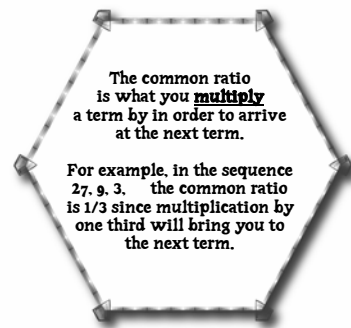 The common ratio
is what you multiply
a term by in order to arrive
at the next term.
For example, in the sequence
27, 9, 3, the common ratio
is 1/3 since multiplication by
one third will bring you to
the next term.